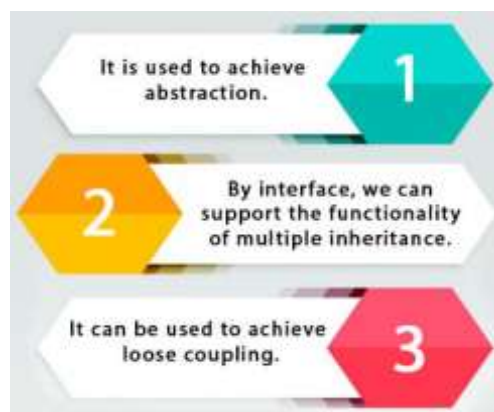 It is used to achieve
abstraction.
1
2
By interface, we can
support the functionality
of multiple inheritance.
It can be used to achieve
loose coupling.
3